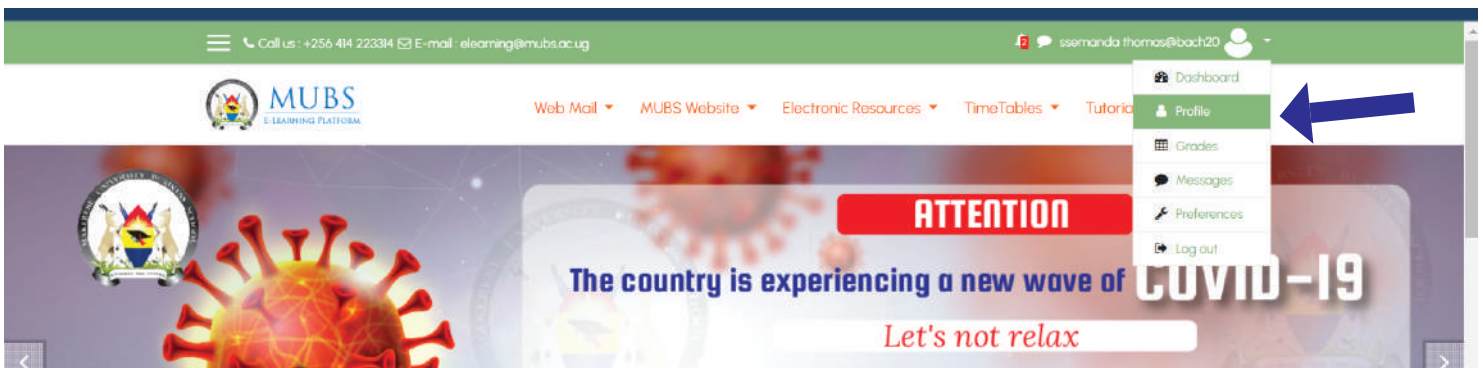 Call us : +256 414 223314 E-mail : elearning@mubs.ac.ug
2
ssemanda thomas@bach20
MUBS
E-LEARNING PLATFORM
Web Mail
MUBS Website
Electronic Resources
TimeTables
Tutoria
Dashboard
Profile
Grades
Messages
Preferences
Log out
ATTENTION
The country is experiencing a new wave of COVID-19
Let's not relax